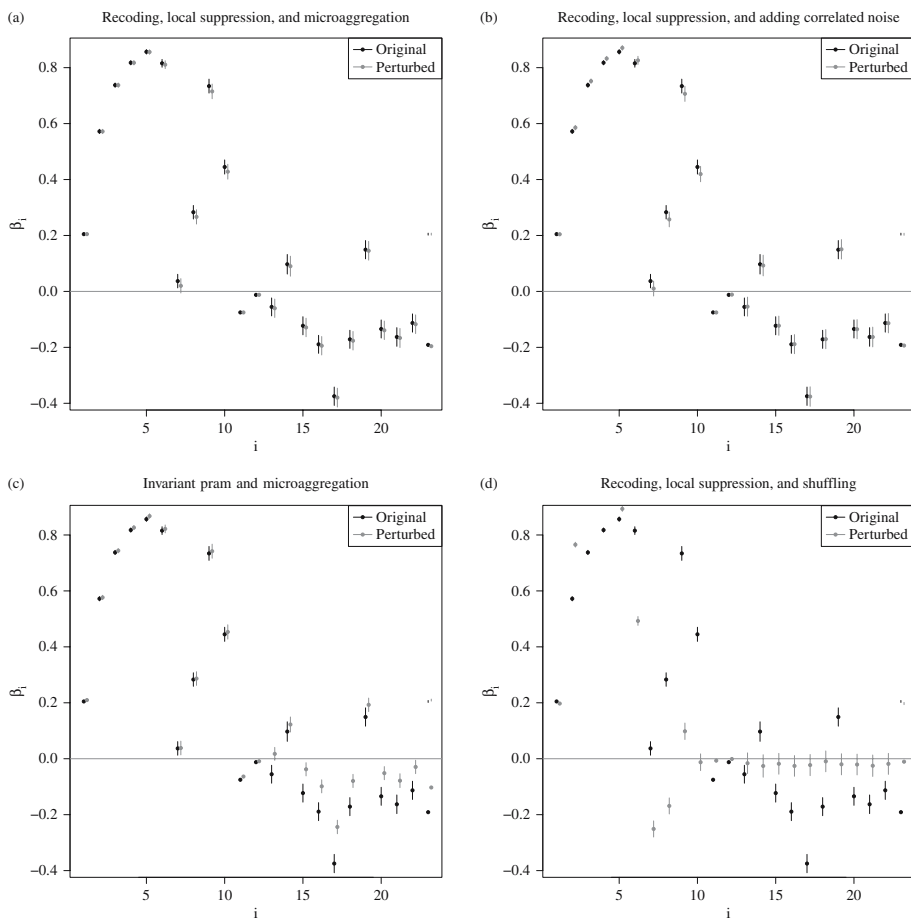 (a) Recoding, local suppression, and microaggregation
Original
Perturbed
0.8
0.6
0.4
0.2
0.0
−0.2
−0.4
βi
5 10 15 20
i
(b) Recoding, local suppression, and adding correlated noise
Original
Perturbed
0.8
0.6
0.4
0.2
0.0
−0.2
−0.4
βi
5 10 15 20
i
(c) Invariant pram and microaggregation
Original
Perturbed
0.8
0.6
0.4
0.2
0.0
−0.2
−0.4
βi
5 10 15 20
i
(d) Recoding, local suppression, and shuffling
Original
Perturbed
0.8
0.6
0.4
0.2
0.0
−0.2
−0.4
βi
5 10 15 20
i